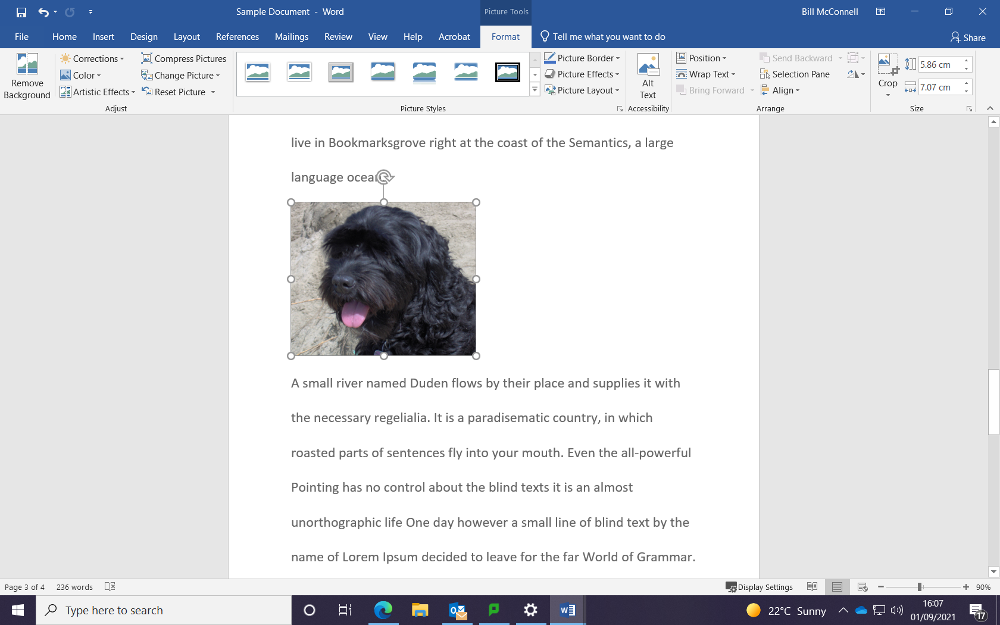 Sample Document - Word
Picture Tools
Bill McConnell
File Home Insert Design Layout References Mailings Review View Help Acrobat Format Tell me what you want to do Share
Remove Background
Corrections
Color
Artistic Effects
Compress Pictures
Change Picture
Reset Picture
Adjust
Picture Styles
Picture Border
Picture Effects
Picture Layout
Alt Text
Accessibility
Position
Wrap Text
Bring Forward
Send Backward
Selection Pane
Align
Arrange
Crop
5.86 cm
7.07 cm
Size
live in Bookmarksgrove right at the coast of the Semantics, a large
language ocean
A small river named Duden flows by their place and supplies it with
the necessary regelialia. It is a paradisematic country, in which
roasted parts of sentences fly into your mouth. Even the all-powerful
Pointing has no control about the blind texts it is an almost
unorthographic life One day however a small line of blind text by the
name of Lorem Ipsum decided to leave for the far World of Grammar.
Page 3 of 4 236 words Display Settings 90%
Type here to search
22°C Sunny
16:07
01/09/2021
17